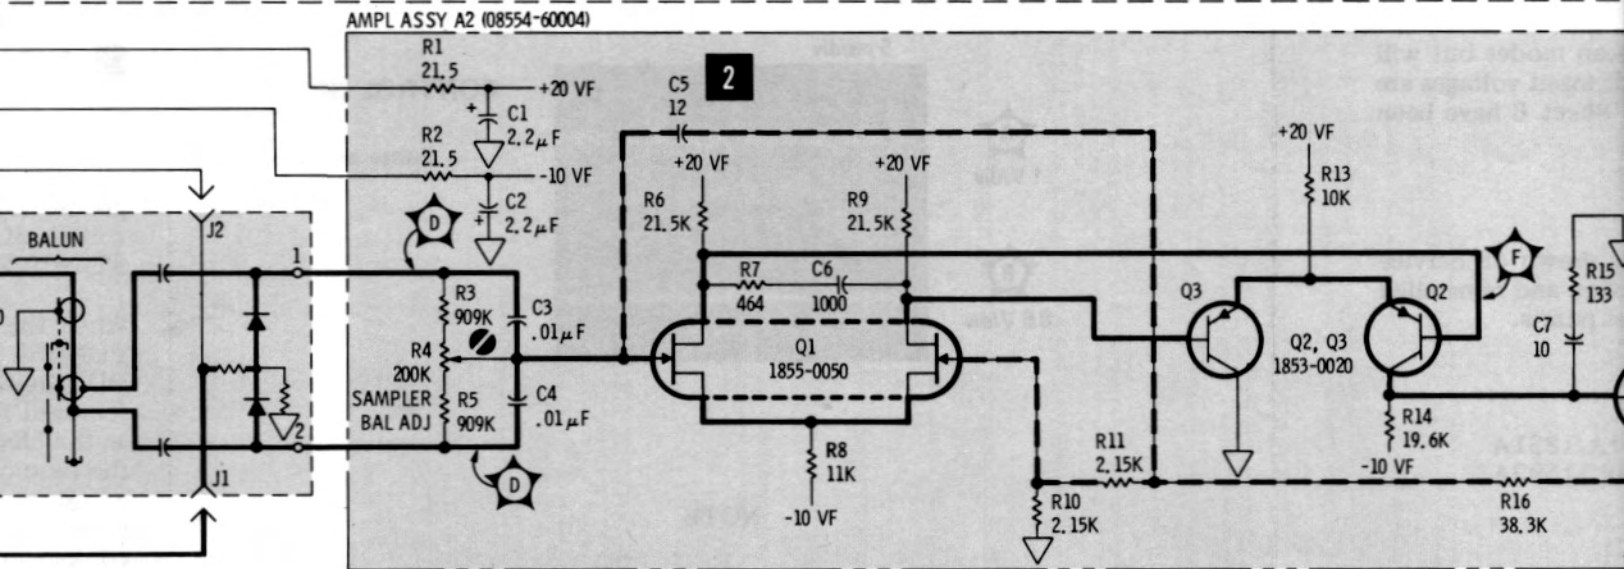 AMPL ASSY A2 (08554-60004)
R1
21.5
+20 VF
+
C1
2.2µF
R2
21.5
-10 VF
+
C2
2.2µF
2
C5
12
D
J2
BALUN
1
R3
909K
R4
200K
SAMPLER
BAL ADJ
R5
909K
C3
.01µF
C4
.01µF
2
J1
D
+20 VF
R6
21.5K
+20 VF
R9
21.5K
R7
464
C6
1000
Q1
1855-0050
R8
11K
-10 VF
R11
2.15K
R10
2.15K
+20 VF
R13
10K
Q3
Q2
Q2, Q3
1853-0020
F
R14
19.6K
-10 VF
R15
133
C7
10
R16
38.3K